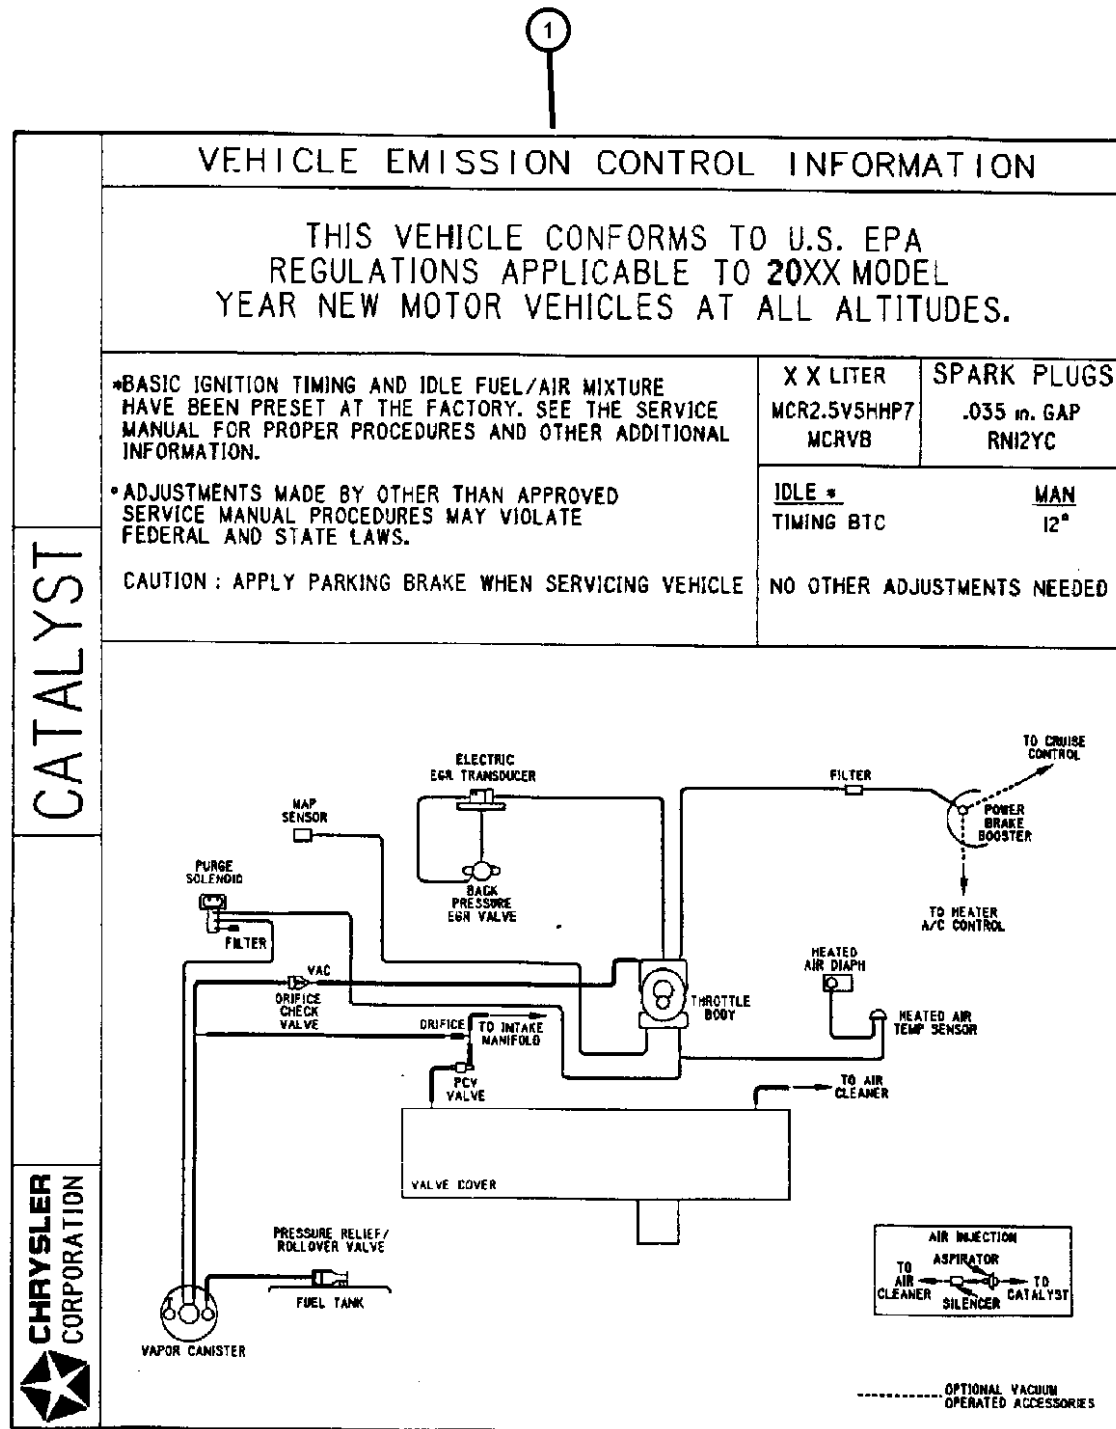 1
VEHICLE EMISSION CONTROL INFORMATION
THIS VEHICLE CONFORMS TO U.S. EPA
REGULATIONS APPLICABLE TO 20XX MODEL
YEAR NEW MOTOR VEHICLES AT ALL ALTITUDES.
*BASIC IGNITION TIMING AND IDLE FUEL/AIR MIXTURE
HAVE BEEN PRESET AT THE FACTORY. SEE THE SERVICE
MANUAL FOR PROPER PROCEDURES AND OTHER ADDITIONAL
INFORMATION.
•ADJUSTMENTS MADE BY OTHER THAN APPROVED
SERVICE MANUAL PROCEDURES MAY VIOLATE
FEDERAL AND STATE LAWS.
CAUTION : APPLY PARKING BRAKE WHEN SERVICING VEHICLE
X X LITER
MCR2.5V5HHP7
MCRVB
SPARK PLUGS
.035 in. GAP
RN12YC
IDLE * MAN
TIMING BTC 12°
NO OTHER ADJUSTMENTS NEEDED
CATALYST
CHRYSLER
CORPORATION
TO CRUISE
CONTROL
ELECTRIC
EGR TRANSDUCER
FILTER
MAP
SENSOR
POWER
BRAKE
BOOSTER
PURGE
SOLENOID
BACK
PRESSURE
EGR VALVE
TO HEATER
A/C CONTROL
FILTER
HEATED
AIR DIAPH
VAC
ORIFICE
CHECK
VALVE
THROTTLE
BODY
HEATED AIR
TEMP SENSOR
ORIFICE
TO INTAKE
MANIFOLD
PCV
VALVE
TO AIR
CLEANER
VALVE COVER
PRESSURE RELIEF/
ROLLOVER VALVE
FUEL TANK
VAPOR CANISTER
AIR INJECTION
ASPIRATOR
TO
AIR
CLEANER
SILENCER
TO
CATALYST
OPTIONAL VACUUM
OPERATED ACCESSORIES